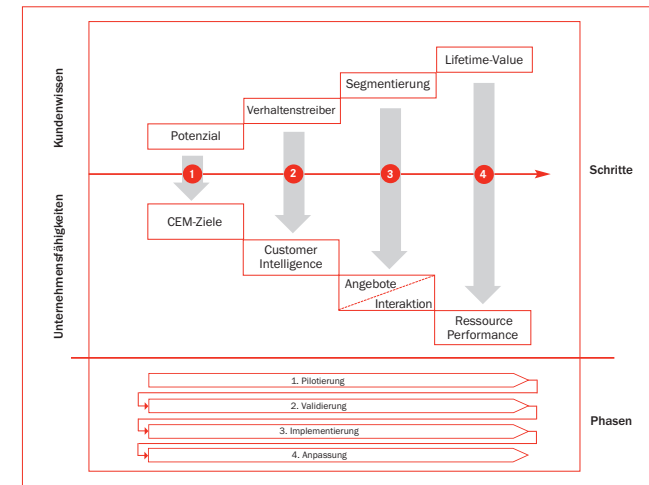 Kundenwissen
Lifetime-Value
Segmentierung
Verhaltenstreiber
Potenzial
1
2
3
4
Schritte
Unternehmensfähigkeiten
CEM-Ziele
Customer
Intelligence
Angebote
Interaktion
Ressource
Performance
1. Pilotierung
2. Validierung
3. Implementierung
4. Anpassung
Phasen